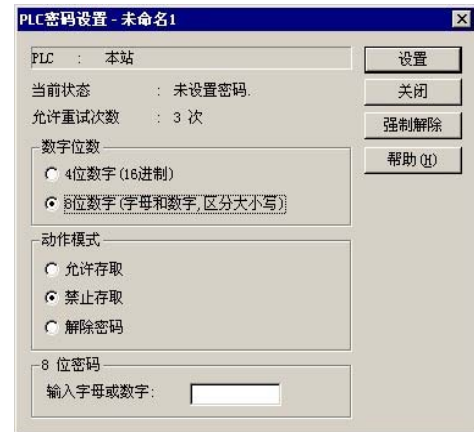 PLC密码设置 - 未命名1
PLC : 本站
设置
当前状态 : 未设置密码.
关闭
允许重试次数 : 3 次
强制解除
数字位数
帮助(H)
4位数字(16进制)
8位数字(字母和数字,区分大小写)
动作模式
允许存取
禁止存取
解除密码
8 位密码
输入字母或数字: